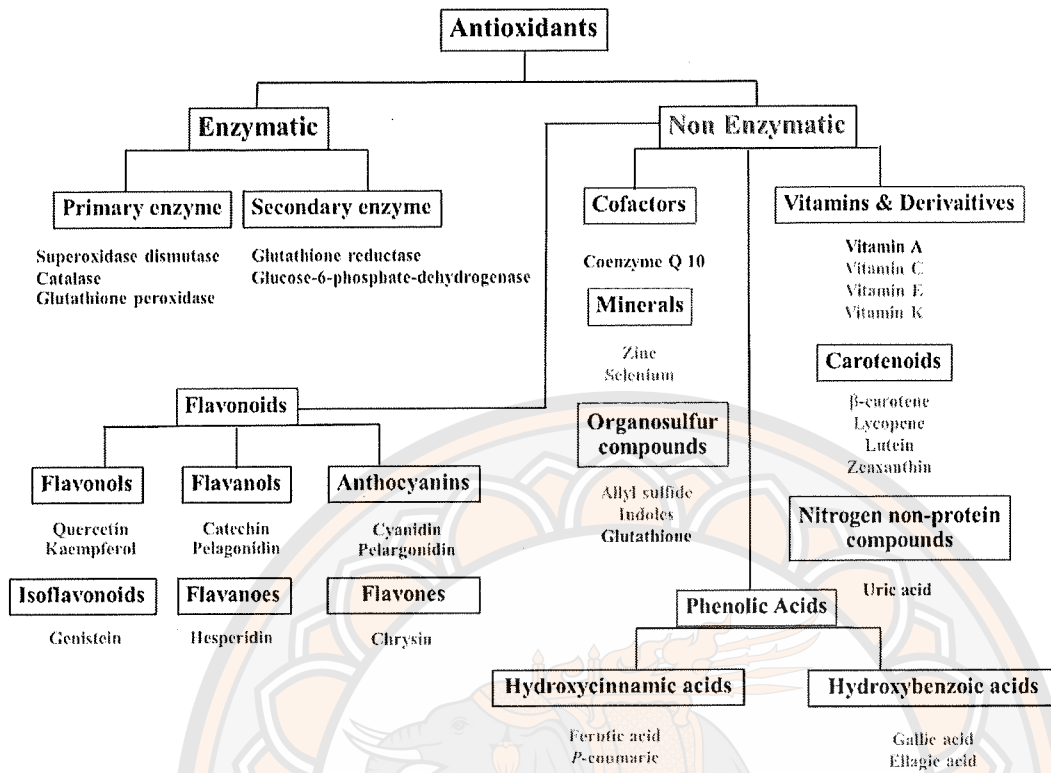 Antioxidants
Enzymatic
Non Enzymatic
Primary enzyme
Secondary enzyme
Superoxidase dismutase
Catalase
Glutathione peroxidase
Glutathione reductase
Glucose-6-phosphate-dehydrogenase
Cofactors
Coenzyme Q 10
Minerals
Zinc
Selenium
Organosulfur
compounds
Allyl sulfide
Indoles
Glutathione
Vitamins & Derivaitives
Vitamin A
Vitamin C
Vitamin E
Vitamin K
Carotenoids
β-carotene
Lycopene
Lutein
Zeaxanthin
Nitrogen non-protein
compounds
Uric acid
Flavonoids
Flavonols
Quercetin
Kaempferol
Flavanols
Catechin
Pelagonidin
Anthocyanins
Cyanidin
Pelargonidin
Isoflavonoids
Genistein
Flavanoes
Hesperidin
Flavones
Chrysin
Phenolic Acids
Hydroxycinnamic acids
Ferutic acid
P-coumaric
Hydroxybenzoic acids
Gallic acid
Ellagic acid